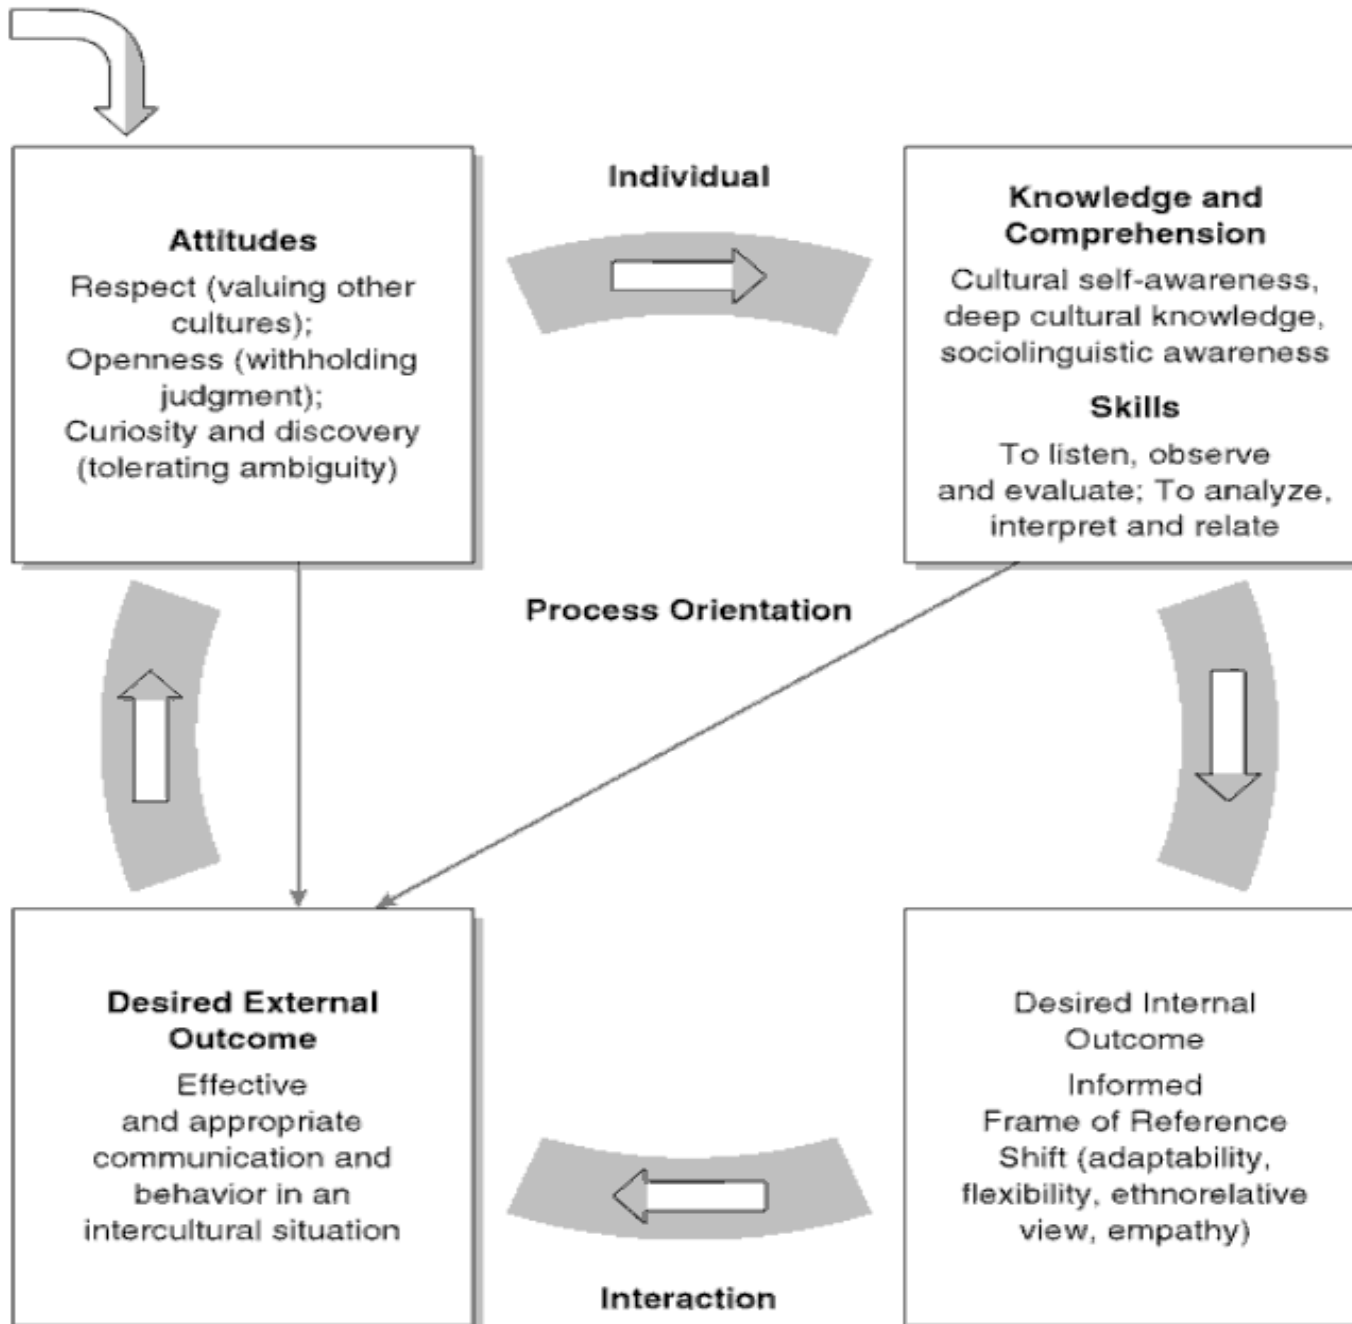 Individual
Attitudes
Respect (valuing other
cultures);
Openness (withholding
judgment);
Curiosity and discovery
(tolerating ambiguity)
Knowledge and
Comprehension
Cultural self-awareness,
deep cultural knowledge,
sociolinguistic awareness
Skills
To listen, observe
and evaluate; To analyze,
interpret and relate
Process Orientation
Desired External
Outcome
Effective
and appropriate
communication and
behavior in an
intercultural situation
Desired Internal
Outcome
Informed
Frame of Reference
Shift (adaptability,
flexibility, ethnorelative
view, empathy)
Interaction